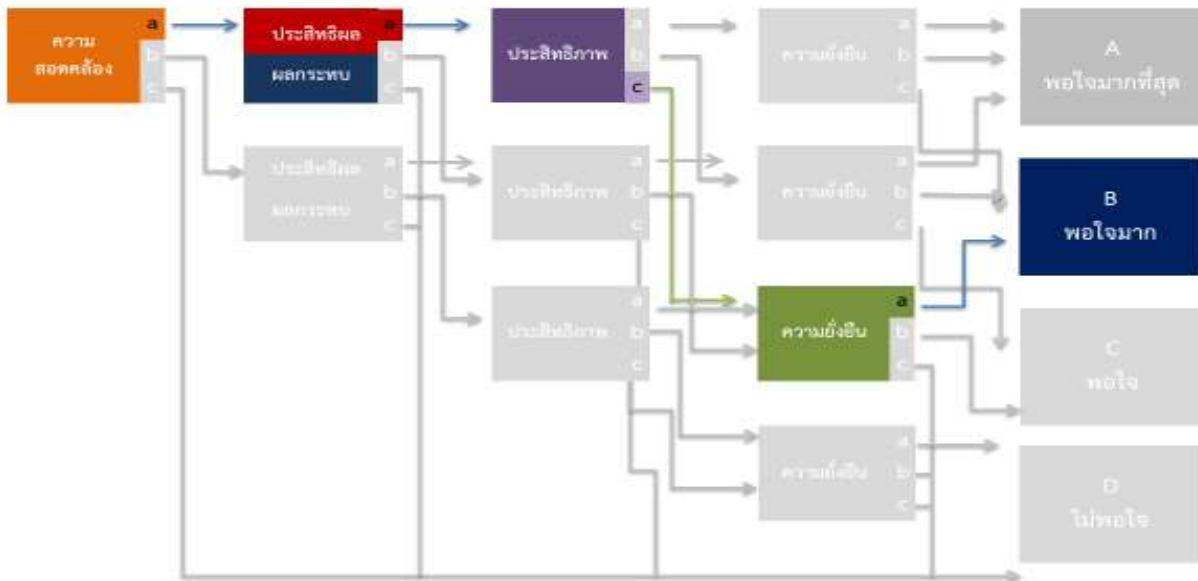 ความ
สอดคล้อง
a
b
c
ประสิทธิผล
ผลกระทบ
a
b
c
ประสิทธิภาพ
a
b
c
ความยั่งยืน
a
b
c
A
พอใจมากที่สุด
ประสิทธิผล
ผลกระทบ
a
b
c
ประสิทธิภาพ
a
b
c
ความยั่งยืน
a
b
c
B
พอใจมาก
ประสิทธิภาพ
a
b
c
ความยั่งยืน
a
b
c
C
พอใจ
ความยั่งยืน
a
b
c
D
ไม่พอใจ